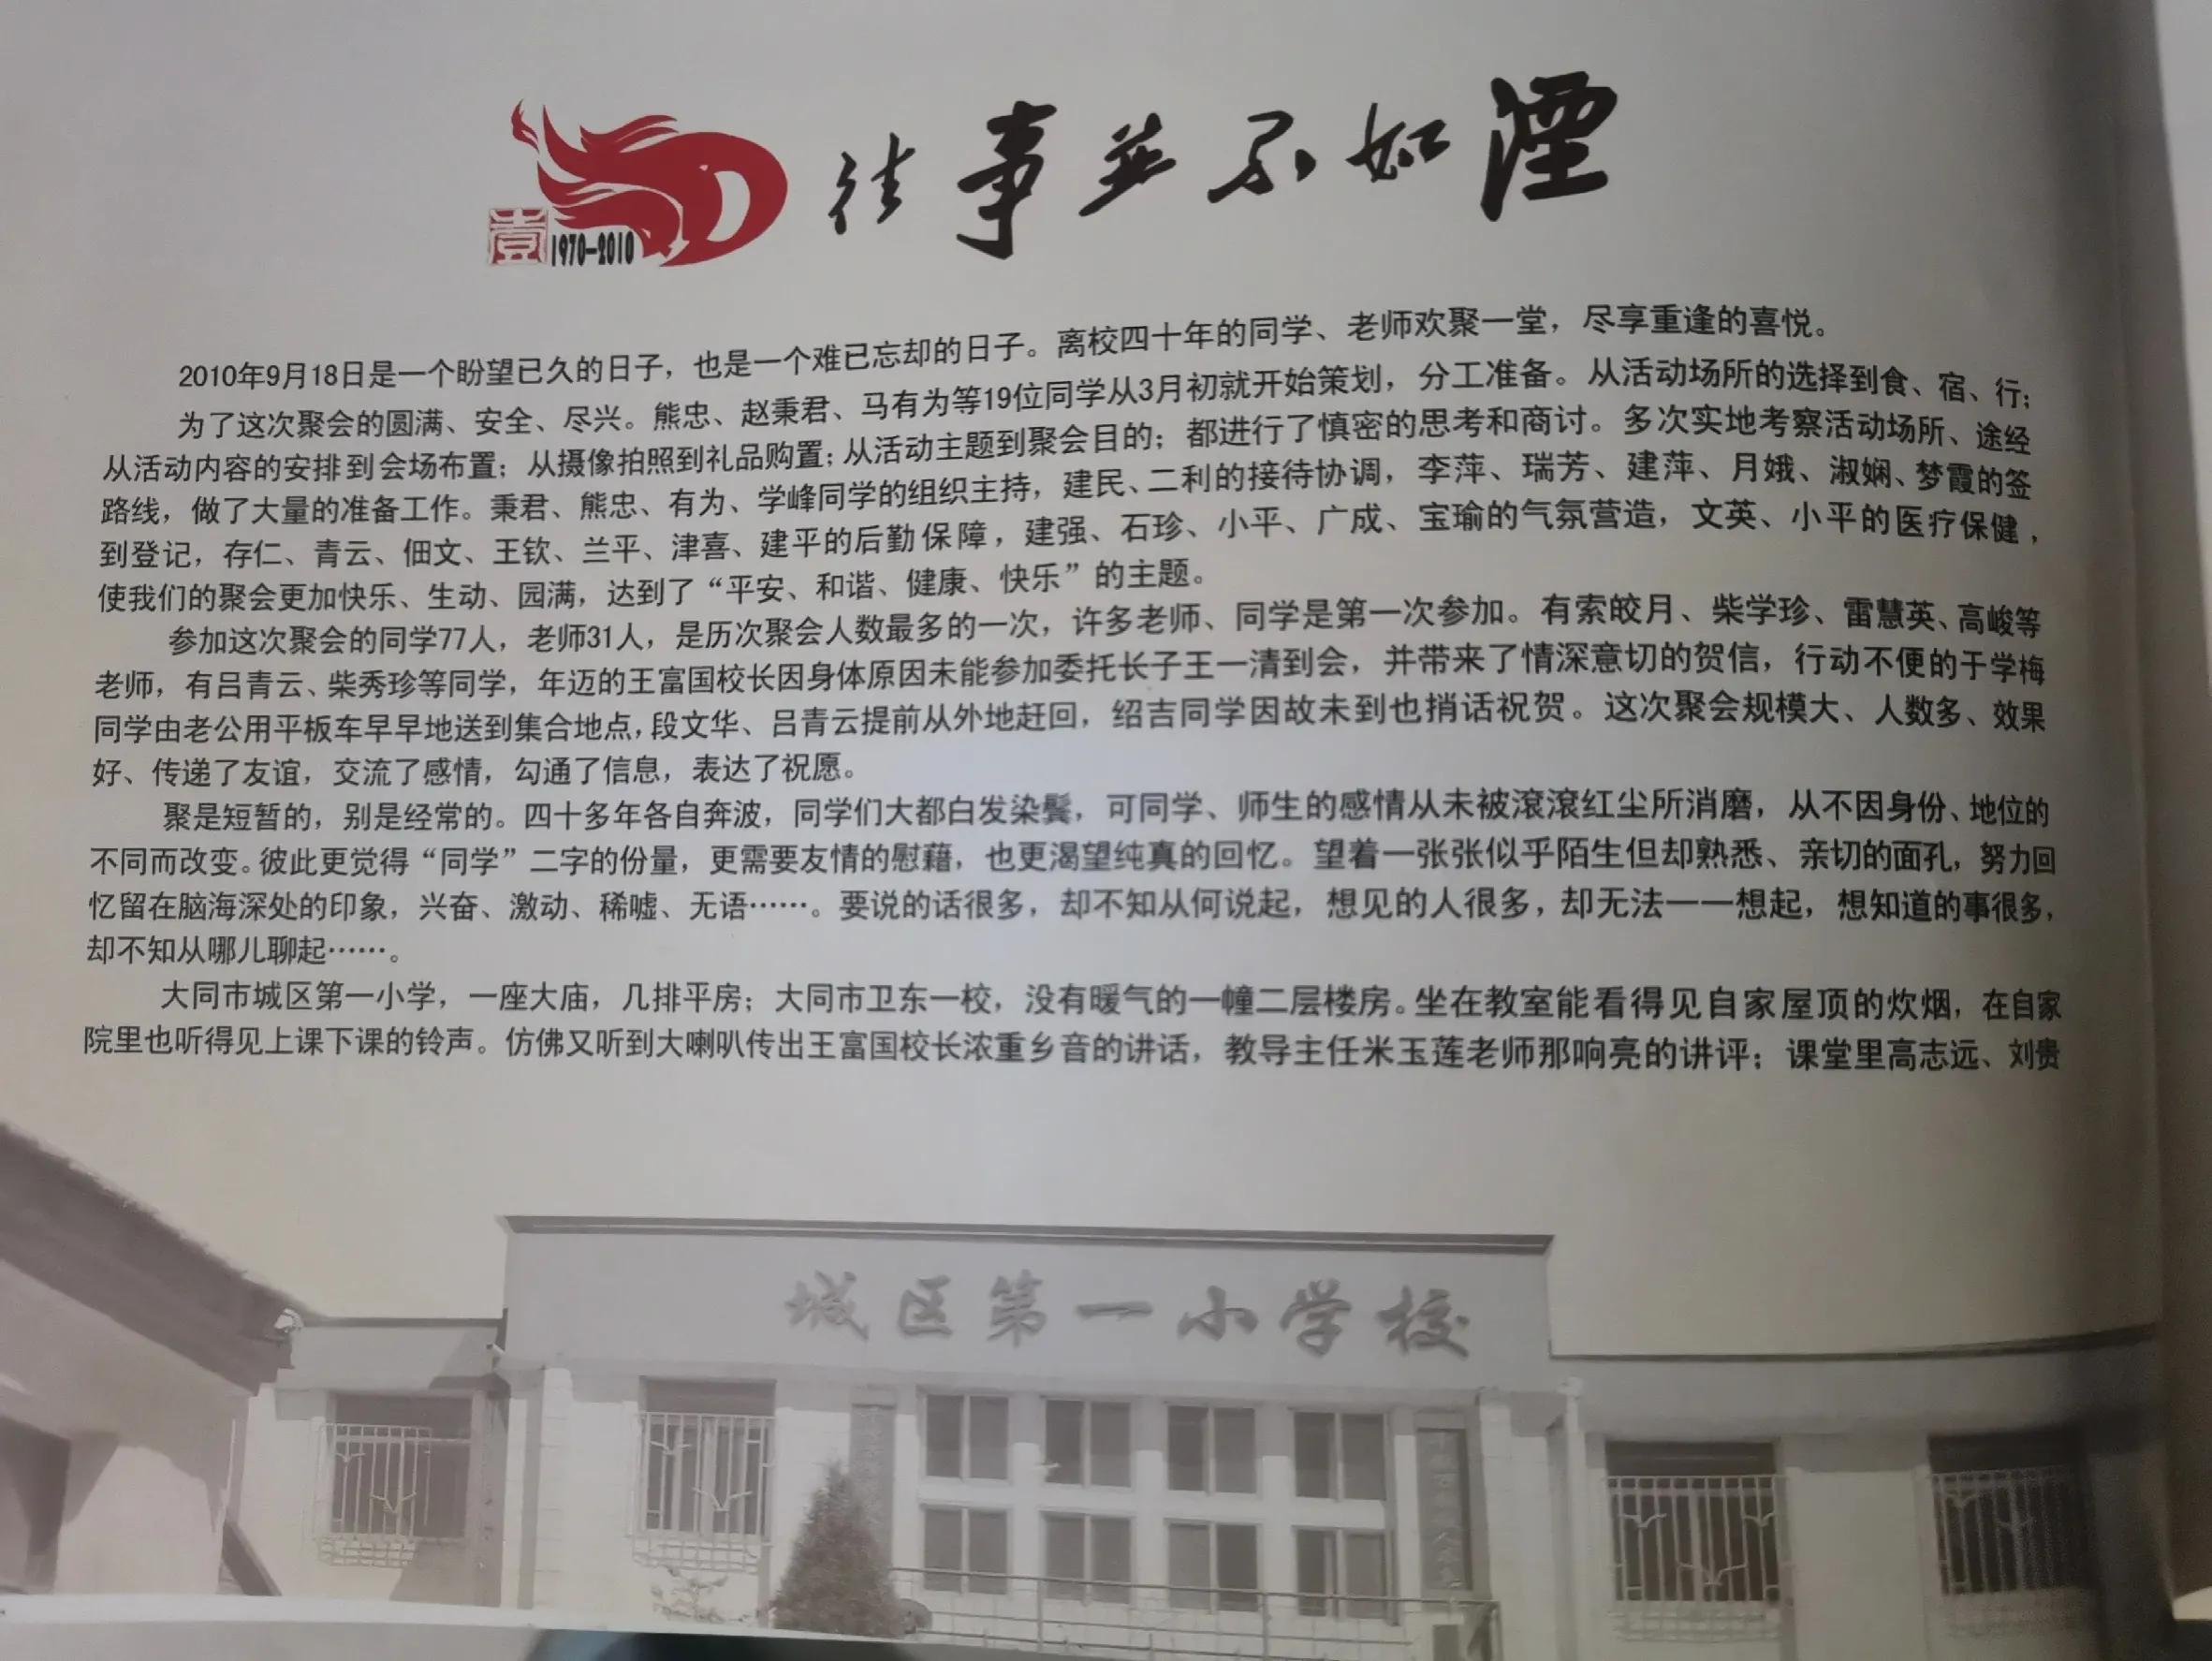 往事并不如湮
壹
1970-2010
2010年9月18日是一个盼望已久的日子，也是一个难已忘却的日子。离校四十年的同学、老师欢聚一堂，尽享重逢的喜悦。
为了这次聚会的圆满、安全、尽兴。熊忠、赵秉君、马有为等19位同学从3月初就开始策划，分工准备。从活动场所的选择到食、宿、行；
从活动内容的安排到会场布置；从摄像拍照到礼品购置；从活动主题到聚会目的；都进行了慎密的思考和商讨。多次实地考察活动场所、途经
路线，做了大量的准备工作。秉君、熊忠、有为、学峰同学的组织主持，建民、二利的接待协调，李萍、瑞芳、建萍、月娥、淑娴、梦霞的签
到登记，存仁、青云、佃文、王钦、兰平、津喜、建平的后勤保障，建强、石珍、小平、广成、宝瑜的气氛营造，文英、小平的医疗保健，
使我们的聚会更加快乐、生动、园满，达到了“平安、和谐、健康、快乐”的主题。
参加这次聚会的同学77人，老师31人，是历次聚会人数最多的一次，许多老师、同学是第一次参加。有索皎月、柴学珍、雷慧英、高峻等
老师，有吕青云、柴秀珍等同学，年迈的王富国校长因身体原因未能参加委托长子王一清到会，并带来了情深意切的贺信，行动不便的于学梅
同学由老公用平板车早早地送到集合地点，段文华、吕青云提前从外地赶回，绍吉同学因故未到也捎话祝贺。这次聚会规模大、人数多、效果
好、传递了友谊，交流了感情，勾通了信息，表达了祝愿。
聚是短暂的，别是经常的。四十多年各自奔波，同学们大都白发染鬓，可同学、师生的感情从未被滚滚红尘所消磨，从不因身份、地位的
不同而改变。彼此更觉得“同学”二字的份量，更需要友情的慰藉，也更渴望纯真的回忆。望着一张张似乎陌生但却熟悉、亲切的面孔，努力回
忆留在脑海深处的印象，兴奋、激动、稀嘘、无语……。要说的话很多，却不知从何说起，想见的人很多，却无法一一想起，想知道的事很多，
却不知从哪儿聊起……。
大同市城区第一小学，一座大庙，几排平房；大同市卫东一校，没有暖气的一幢二层楼房。坐在教室能看得见自家屋顶的炊烟，在自家
院里也听得见上课下课的铃声。仿佛又听到大喇叭传出王富国校长浓重乡音的讲话，教导主任米玉莲老师那响亮的讲评；课堂里高志远、刘贵
城区第一小学校